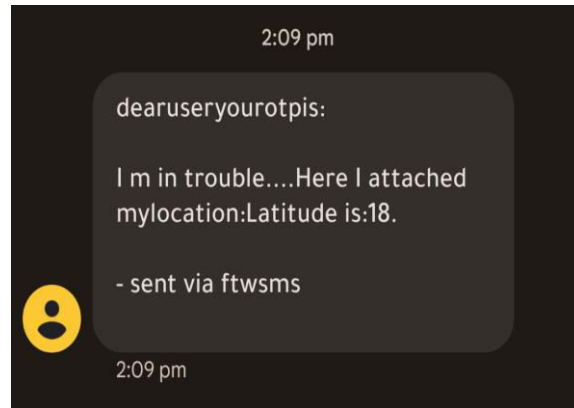 2:09 pm
dearuseryourotpis:
I m in trouble....Here I attached
mylocation:Latitude is:18.
- sent via ftwsms
2:09 pm